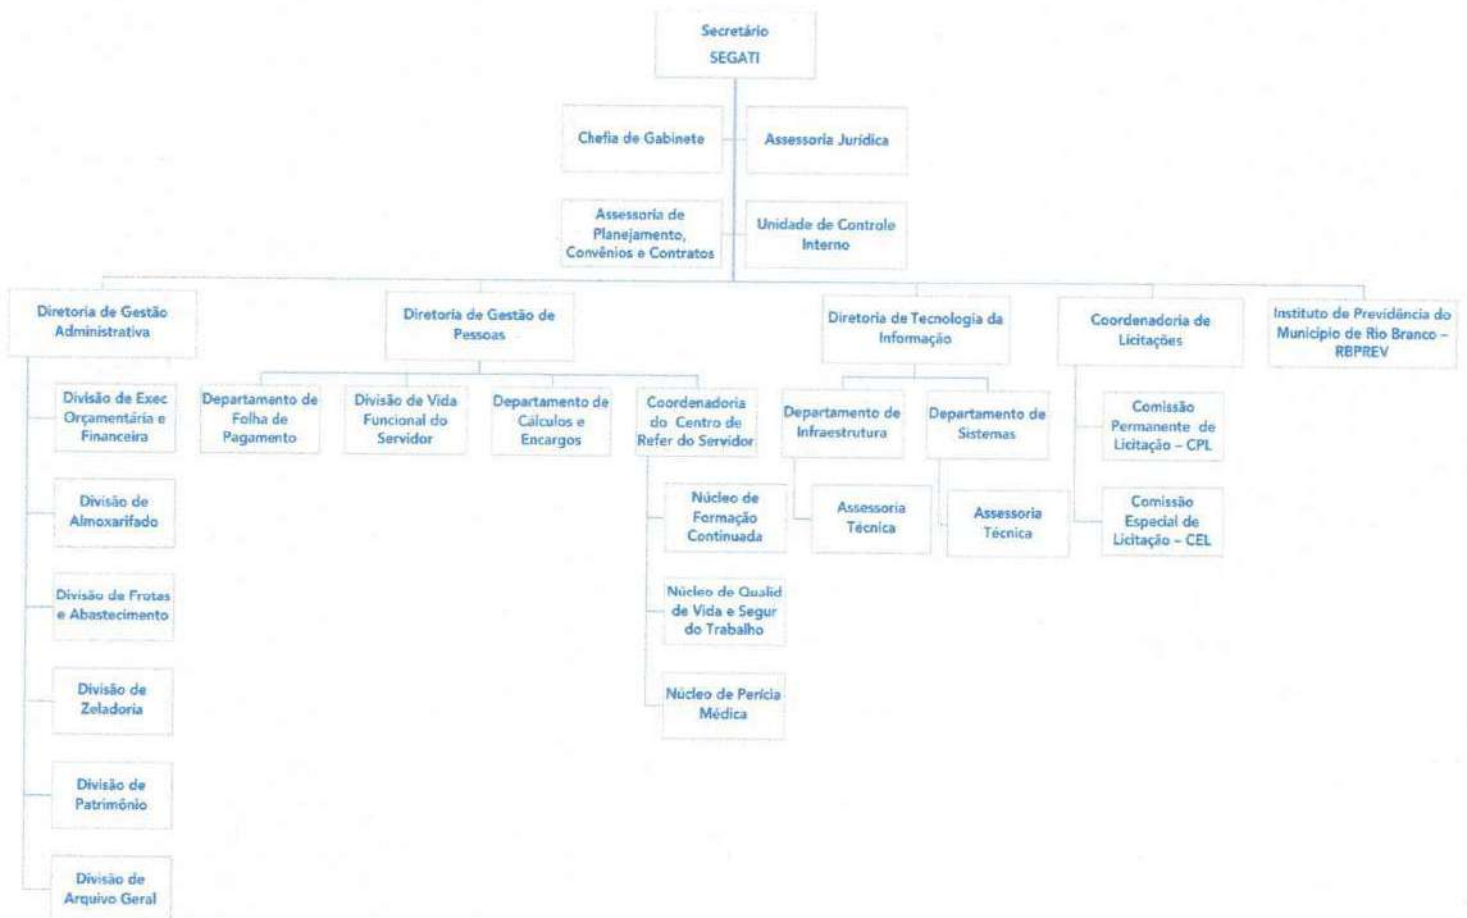 Secretário
SEGATI
Chefia de Gabinete
Assessoria Jurídica
Assessoria de
Planejamento,
Convênios e Contratos
Unidade de Controle
Interno
Diretoria de Gestão
Administrativa
Diretoria de Gestão de
Pessoas
Diretoria de Tecnologia da
Informação
Coordenadoria de
Licitações
Instituto de Previdência do
Município de Rio Branco –
RBPREV
Divisão de Exec
Orçamentária e
Financeira
Departamento de
Folha de
Pagamento
Divisão de Vida
Funcional do
Servidor
Departamento de
Cálculos e
Encargos
Coordenadoria
do Centro de
Refer do Servidor
Departamento de
Infraestrutura
Departamento de
Sistemas
Comissão
Permanente de
Licitação – CPL
Divisão de
Almoxarifado
Núcleo de
Formação
Continuada
Assessoria
Técnica
Assessoria
Técnica
Comissão
Especial de
Licitação – CEL
Divisão de Frotas
e Abastecimento
Núcleo de Qualid
de Vida e Segur
do Trabalho
Divisão de
Zeladoria
Núcleo de Perícia
Médica
Divisão de
Patrimônio
Divisão de
Arquivo Geral